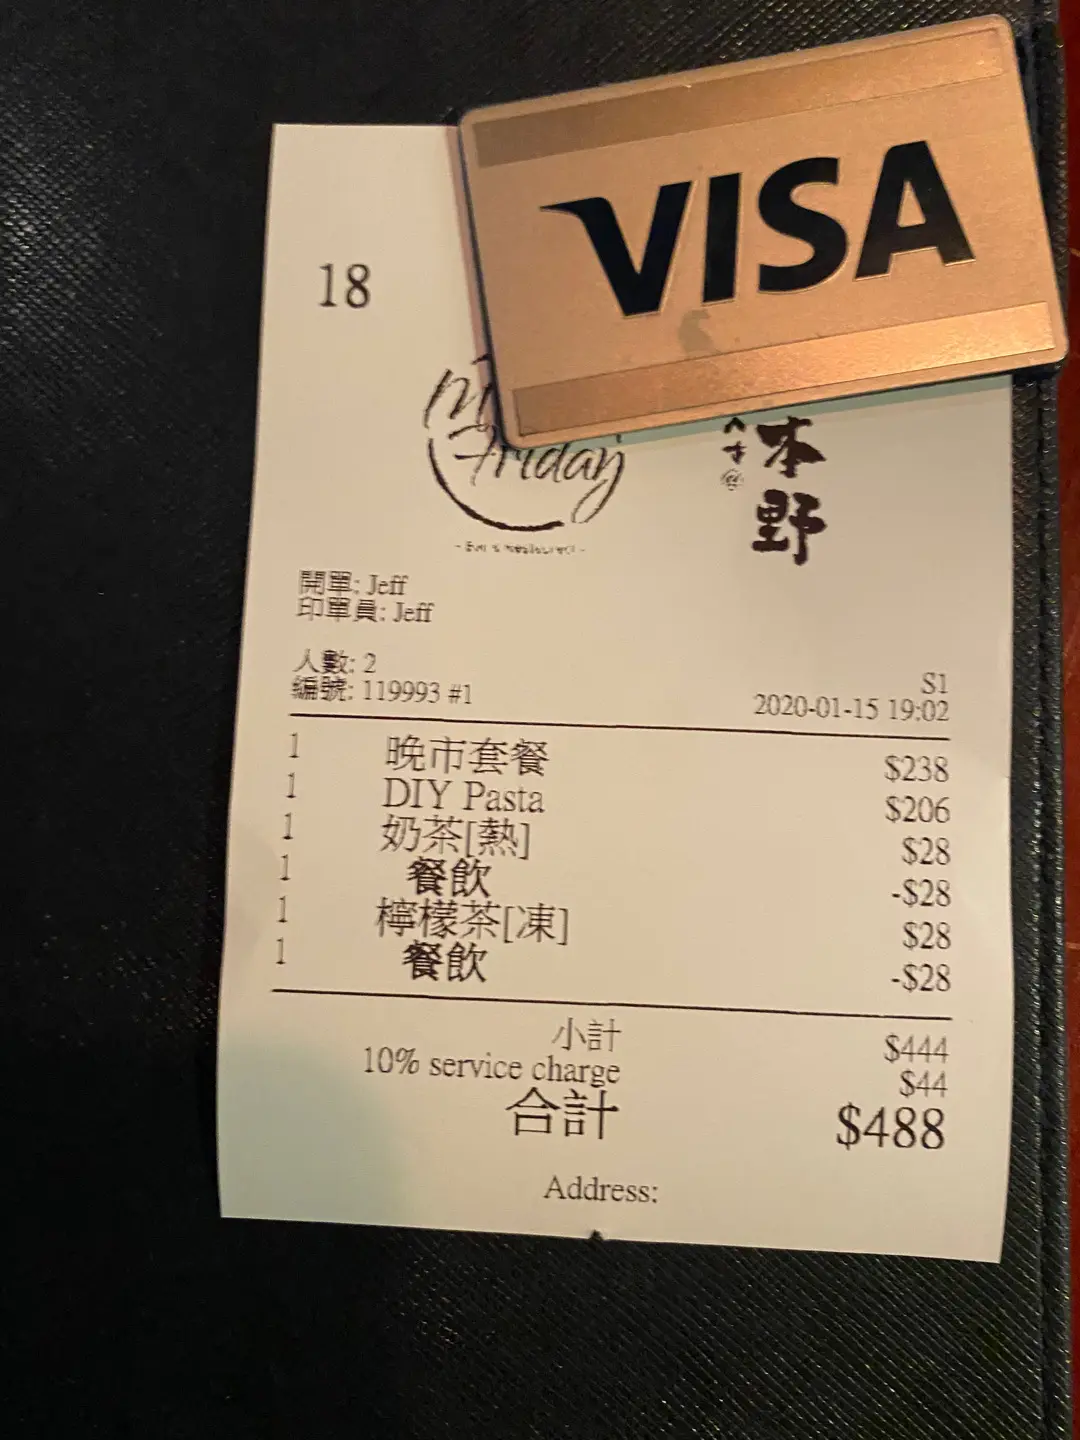 VISA
18
Friday
本
野
開單: Jeff
印單員: Jeff
人數: 2
編號: 119993 #1
S1
2020-01-15 19:02
1 晚市套餐 $238
1 DIY Pasta $206
1 奶茶[熱] $28
1 餐飲 -$28
1 檸檬茶[凍] $28
1 餐飲 -$28
小計 $444
10% service charge $44
合計 $488
Address: